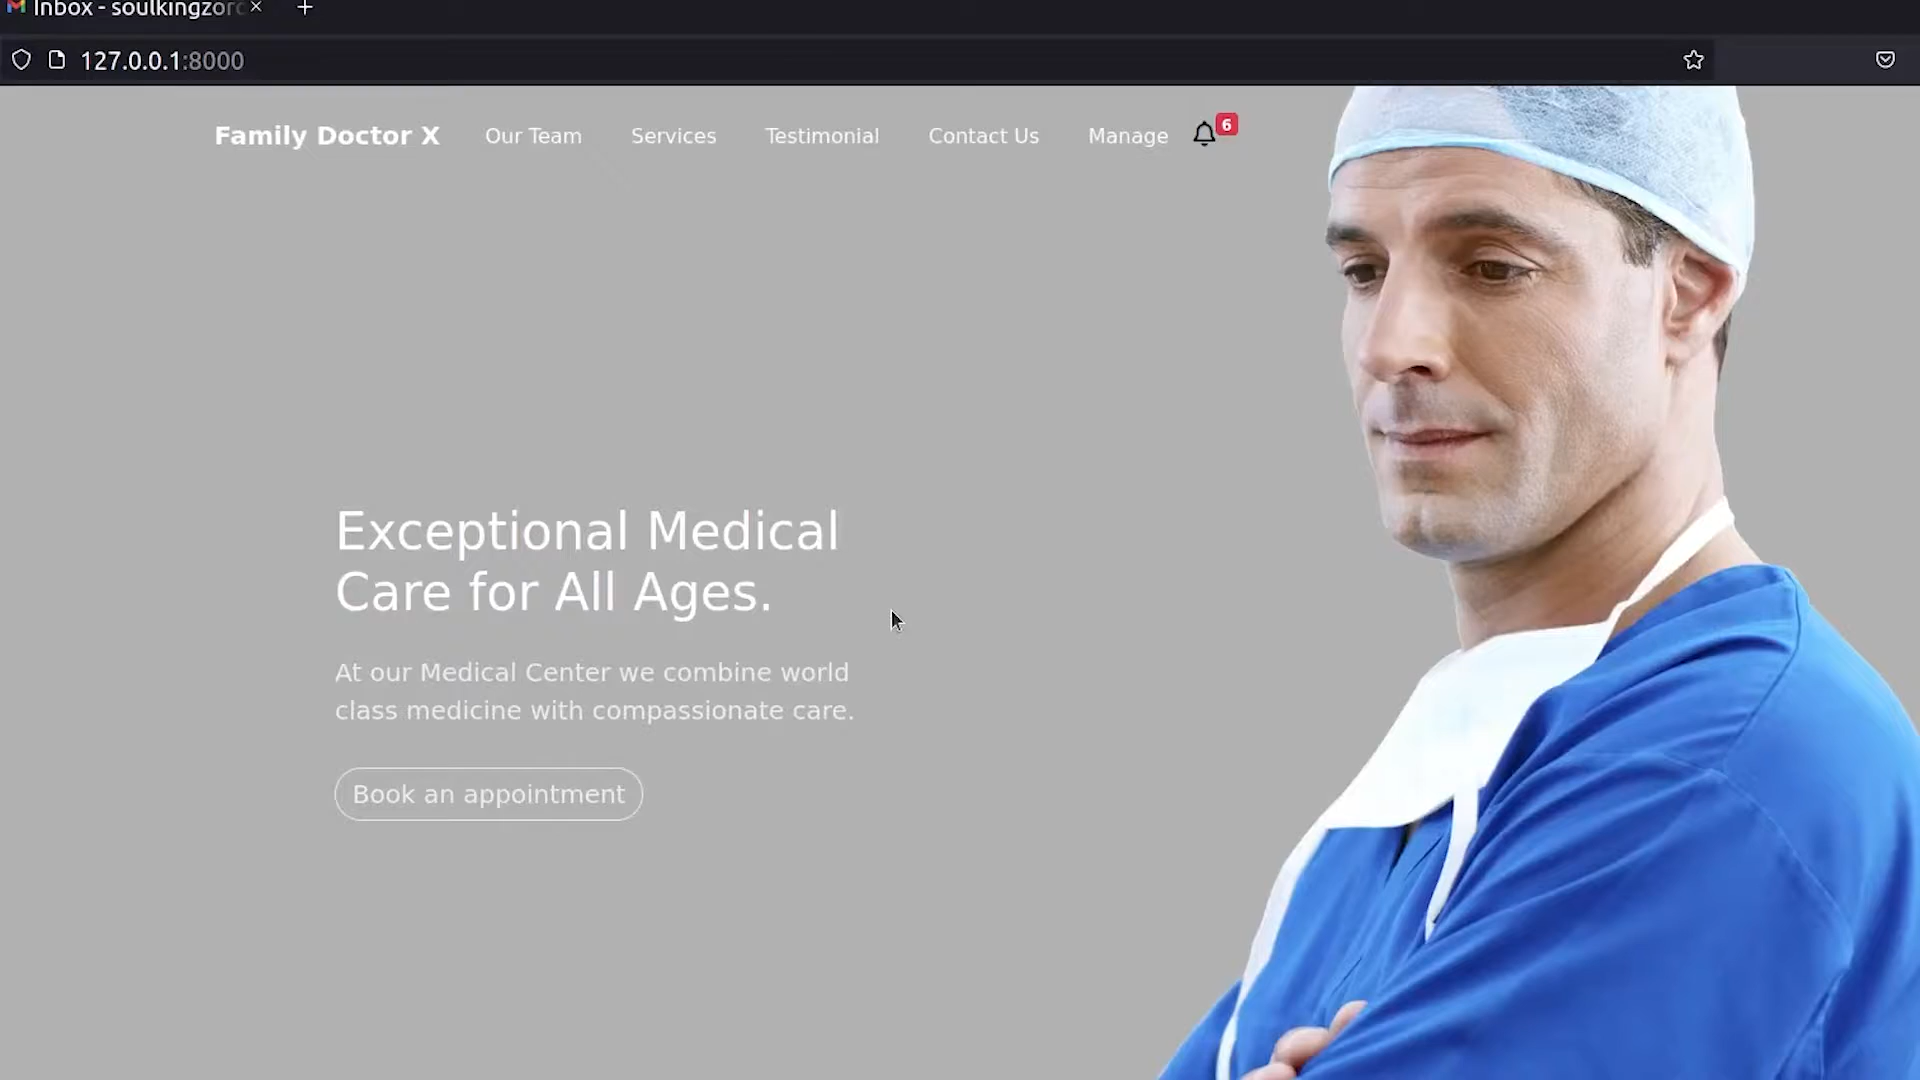 Inbox - soulkingzoro
127.0.0.1:8000
Family Doctor X Our Team Services Testimonial Contact Us Manage 6
Exceptional Medical
Care for All Ages.
At our Medical Center we combine world
class medicine with compassionate care.
Book an appointment